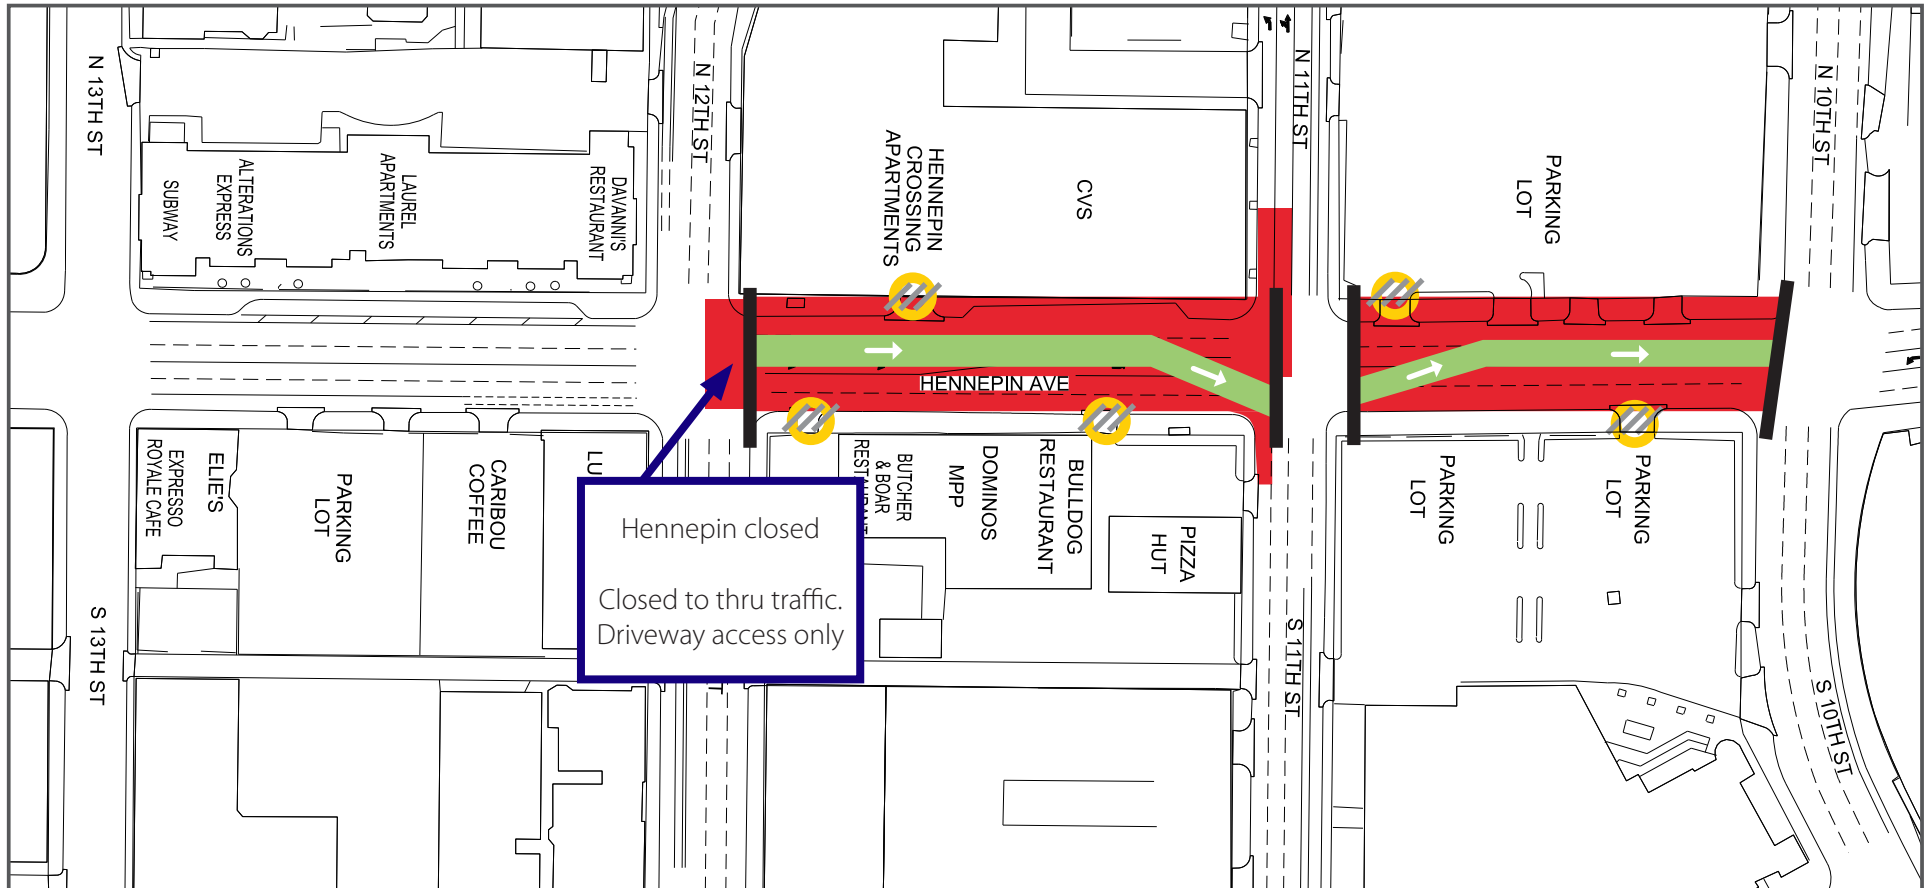 N 13TH ST
N 12TH ST
N 11TH ST
N 10TH ST
SUBWAY
ALTERATIONS
EXPRESS
LAUREL
APARTMENTS
DAVANNI'S
RESTAURANT
HENNEPIN
CROSSING
APARTMENTS
CVS
PARKING
LOT
HENNEPIN AVE
EXPRESSO
ROYALE CAFE
ELIE'S
PARKING
LOT
CARIBOU
COFFEE
LU
BUTCHER
& BOAR
RESTAURANT
MPP
DOMINOS
BULLDOG
RESTAURANT
PIZZA
HUT
PARKING
LOT
PARKING
LOT
Hennepin closed
Closed to thru traffic.
Driveway access only
S 13TH ST
T
S 11TH ST
S 10TH ST